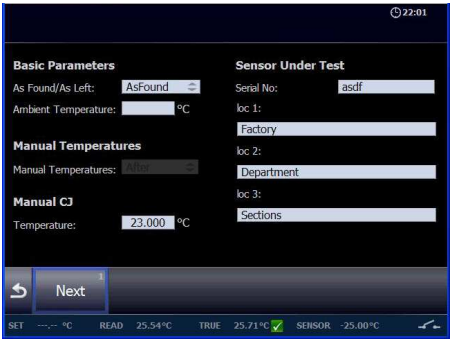 22:01
Basic Parameters
As Found/As Left: AsFound
Ambient Temperature: °C
Manual Temperatures
Manual Temperatures: After
Manual CJ
Temperature: 23.000 °C
Sensor Under Test
Serial No: asdf
loc 1:
Factory
loc 2:
Department
loc 3:
Sections
Next 1
SET ---.-- °C READ 25.54°C TRUE 25.71°C SENSOR -25.00°C